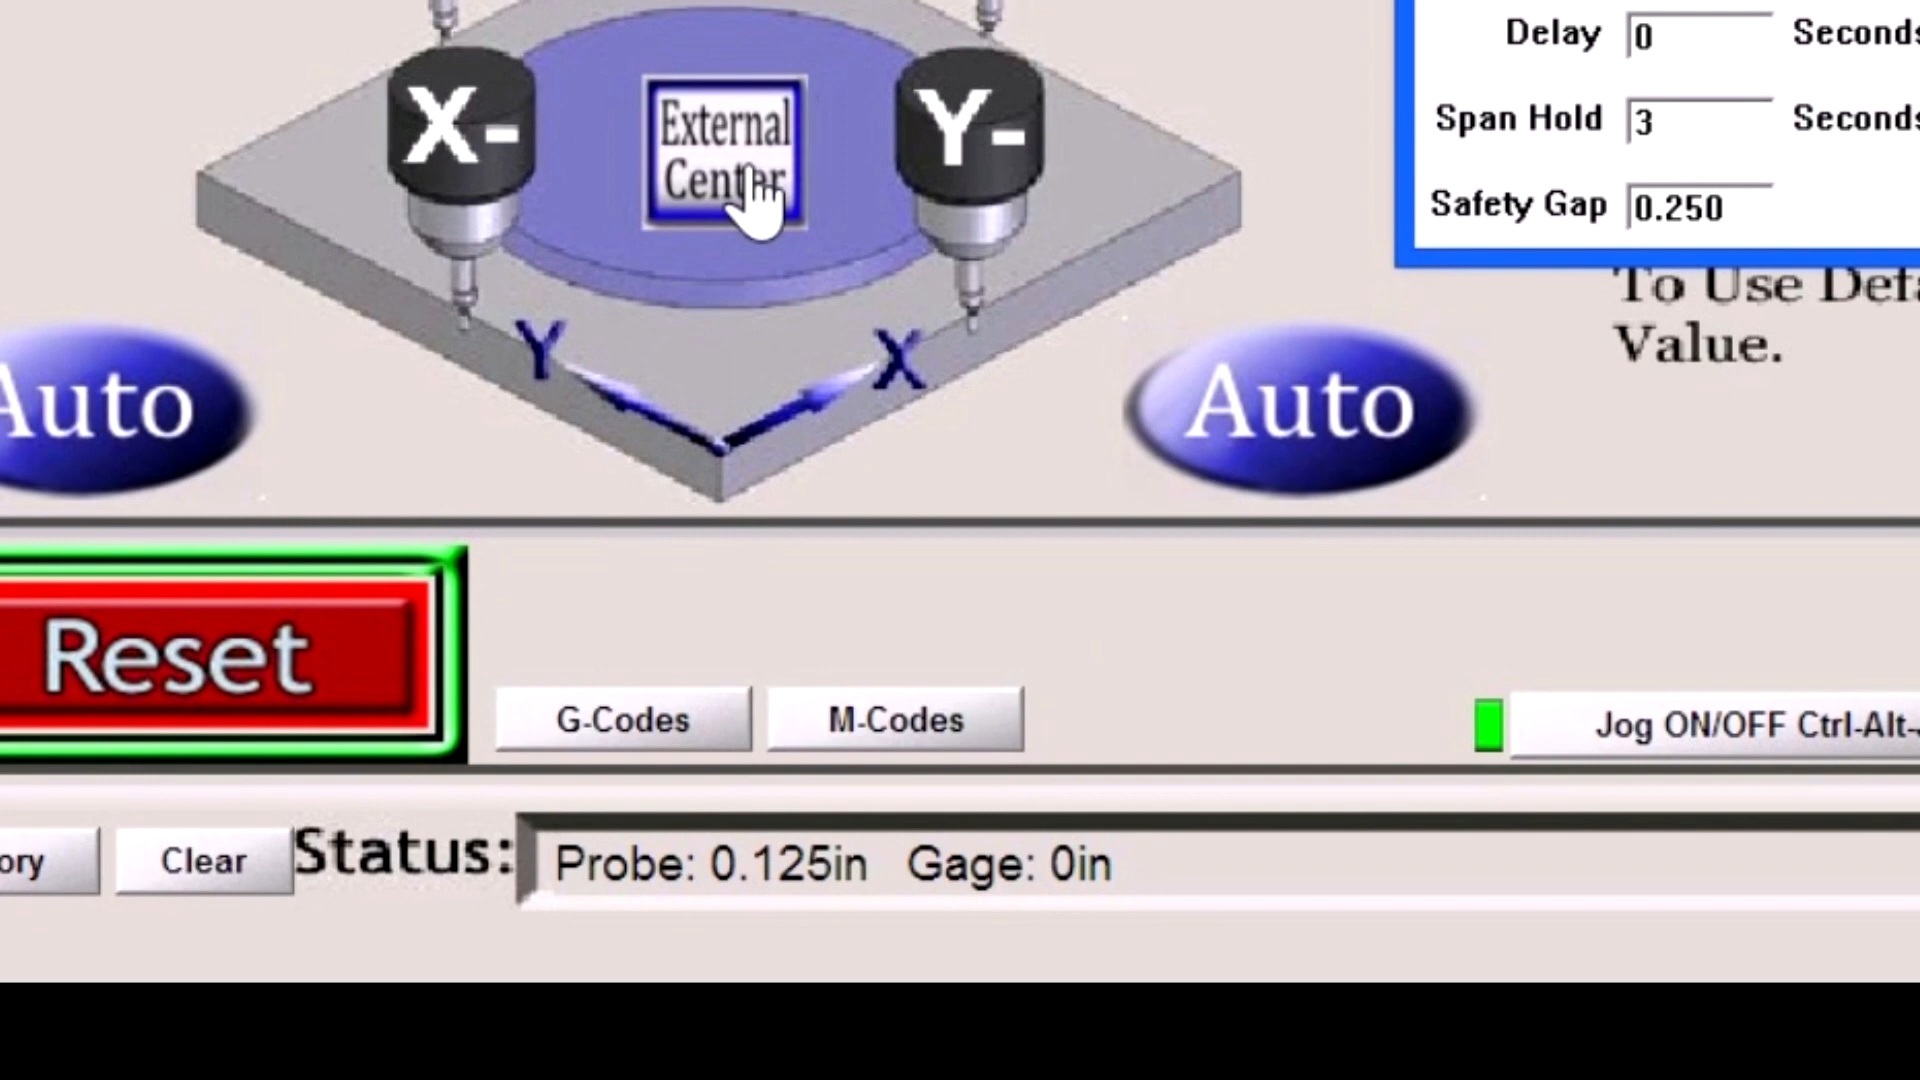 Delay 0 Seconds
Span Hold 3 Seconds
Safety Gap 0.250
To Use Defa
Value.
X-
External
Center
Y-
Y
X
Auto
Auto
Reset
G-Codes
M-Codes
Jog ON/OFF Ctrl-Alt-
ory
Clear
Status:
Probe: 0.125in Gage: 0in